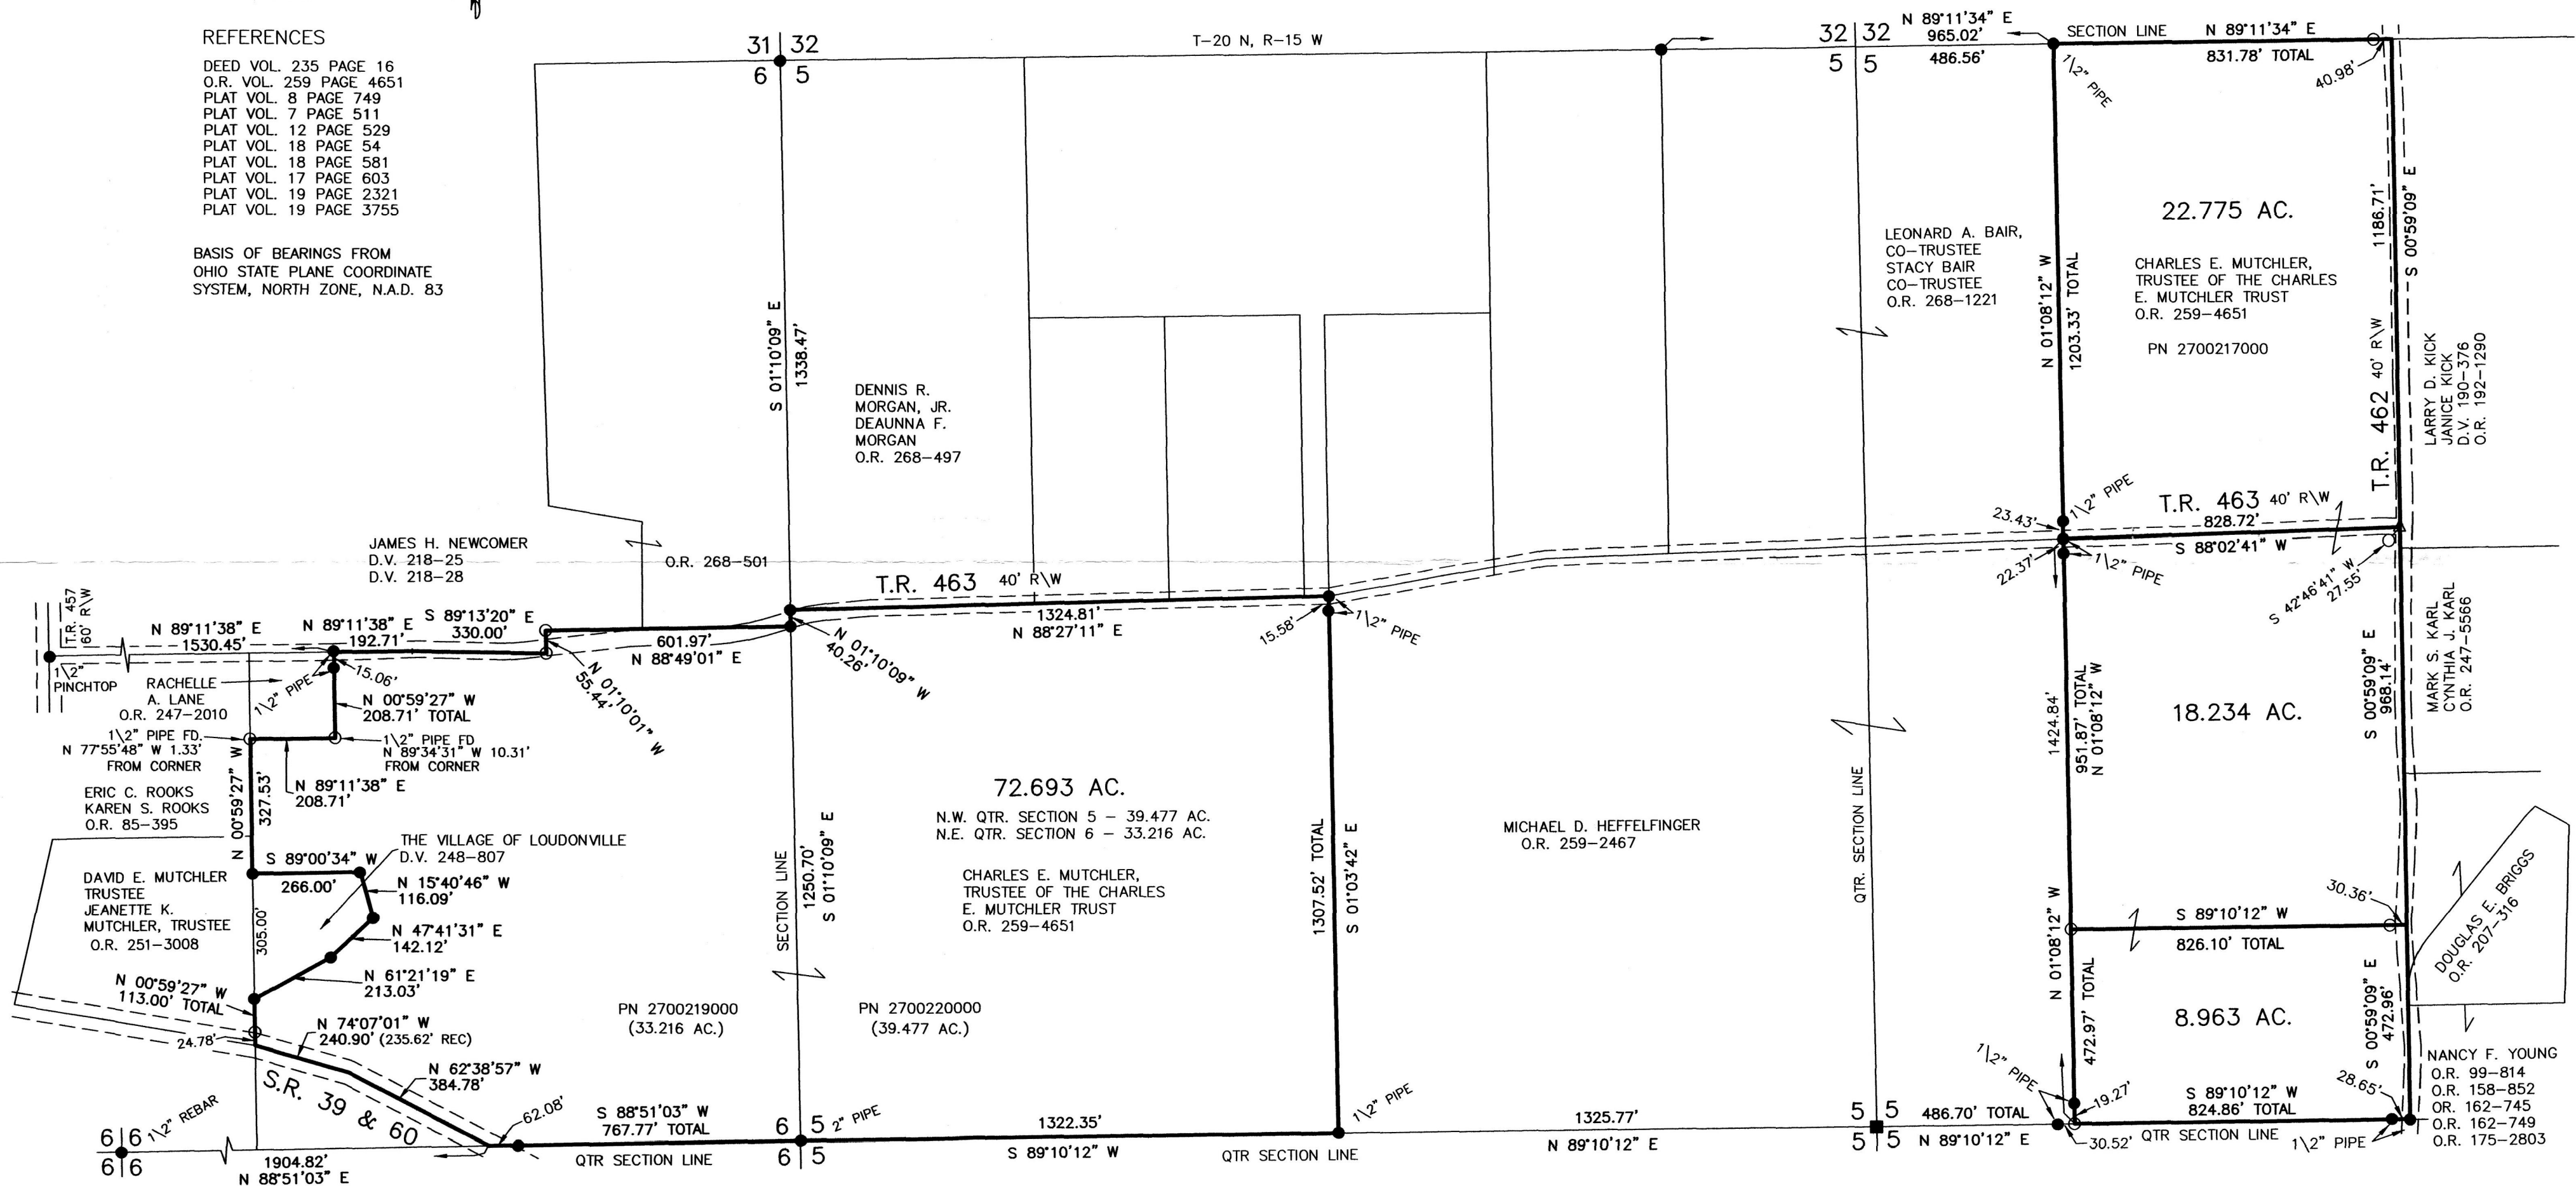 REFERENCES
DEED VOL. 235 PAGE 16
O.R. VOL. 259 PAGE 4651
PLAT VOL. 8 PAGE 749
PLAT VOL. 7 PAGE 511
PLAT VOL. 12 PAGE 529
PLAT VOL. 18 PAGE 54
PLAT VOL. 18 PAGE 581
PLAT VOL. 17 PAGE 603
PLAT VOL. 19 PAGE 2321
PLAT VOL. 19 PAGE 3755
BASIS OF BEARINGS FROM
OHIO STATE PLANE COORDINATE
SYSTEM, NORTH ZONE, N.A.D. 83
31 32
6 5
T-20 N, R-15 W
32 32
5 5
N 89°11'34" E
965.02'
486.56'
SECTION LINE
N 89°11'34" E
831.78' TOTAL
40.98'
1\2" PIPE
S 01°10'09" E
1338.47'
DENNIS R.
MORGAN, JR.
DEAUNNA F.
MORGAN
O.R. 268-497
LEONARD A. BAIR,
CO-TRUSTEE
STACY BAIR
CO-TRUSTEE
O.R. 268-1221
N 01°08'12" W
1203.33' TOTAL
22.775 AC.
CHARLES E. MUTCHLER,
TRUSTEE OF THE CHARLES
E. MUTCHLER TRUST
O.R. 259-4651
PN 2700217000
1186.71'
S 00°59'09" E
T.R. 462 40' R\W
LARRY D. KICK
JANICE KICK
D.V. 190-376
O.R. 192-1290
JAMES H. NEWCOMER
D.V. 218-25
D.V. 218-28
O.R. 268-501
T.R. 463 40' R\W
1324.81'
N 88°27'11" E
15.58'
1\2" PIPE
23.43'
1\2" PIPE
T.R. 463 40' R\W
828.72'
S 88°02'41" W
22.37'
1\2" PIPE
S 42°46'41" W
27.55'
T.R. 457
60' R\W
N 89°11'38" E
1530.45'
N 89°11'38" E
192.71'
S 89°13'20" E
330.00'
601.97'
N 88°49'01" E
N 01°10'09" W
40.26'
N 01°10'01" W
55.44'
1\2"
PINCHTOP
RACHELLE
A. LANE
O.R. 247-2010
1\2" PIPE
15.06'
N 00°59'27" W
208.71' TOTAL
1\2" PIPE FD.
N 77°55'48" W 1.33'
FROM CORNER
1\2" PIPE FD
N 89°34'31" W 10.31'
FROM CORNER
N 89°11'38" E
208.71'
N 00°59'27" W
327.53'
ERIC C. ROOKS
KAREN S. ROOKS
O.R. 85-395
THE VILLAGE OF LOUDONVILLE
D.V. 248-807
S 89°00'34" W
266.00'
DAVID E. MUTCHLER
TRUSTEE
JEANETTE K.
MUTCHLER, TRUSTEE
O.R. 251-3008
305.00'
N 15°40'46" W
116.09'
N 47°41'31" E
142.12'
N 61°21'19" E
213.03'
N 00°59'27" W
113.00' TOTAL
24.78'
N 74°07'01" W
240.90' (235.62' REC)
N 62°38'57" W
384.78'
S.R. 39 & 60
SECTION LINE
1250.70'
S 01°10'09" E
72.693 AC.
N.W. QTR. SECTION 5 - 39.477 AC.
N.E. QTR. SECTION 6 - 33.216 AC.
CHARLES E. MUTCHLER,
TRUSTEE OF THE CHARLES
E. MUTCHLER TRUST
O.R. 259-4651
PN 2700219000
(33.216 AC.)
PN 2700220000
(39.477 AC.)
1307.52' TOTAL
S 01°03'42" E
MICHAEL D. HEFFELFINGER
O.R. 259-2467
QTR. SECTION LINE
1424.84'
951.87' TOTAL
N 01°08'12" W
18.234 AC.
S 00°59'09" E
968.14'
MARK S. KARL
CYNTHIA J. KARL
O.R. 247-5566
30.36'
S 89°10'12" W
826.10' TOTAL
DOUGLAS E. BRIGGS
O.R. 207-316
N 01°08'12" W
472.97' TOTAL
8.963 AC.
S 00°59'09" E
472.96'
NANCY F. YOUNG
O.R. 99-814
O.R. 158-852
OR. 162-745
O.R. 162-749
O.R. 175-2803
6 6
6 6
1\2" REBAR
1904.82'
N 88°51'03" E
62.08'
S 88°51'03" W
767.77' TOTAL
QTR SECTION LINE
6 5
6 5
2" PIPE
1322.35'
S 89°10'12" W
QTR SECTION LINE
1\2" PIPE
1325.77'
N 89°10'12" E
5 5
5 5
486.70' TOTAL
N 89°10'12" E
1\2" PIPE
19.27'
30.52'
S 89°10'12" W
824.86' TOTAL
QTR SECTION LINE
28.65'
1\2" PIPE